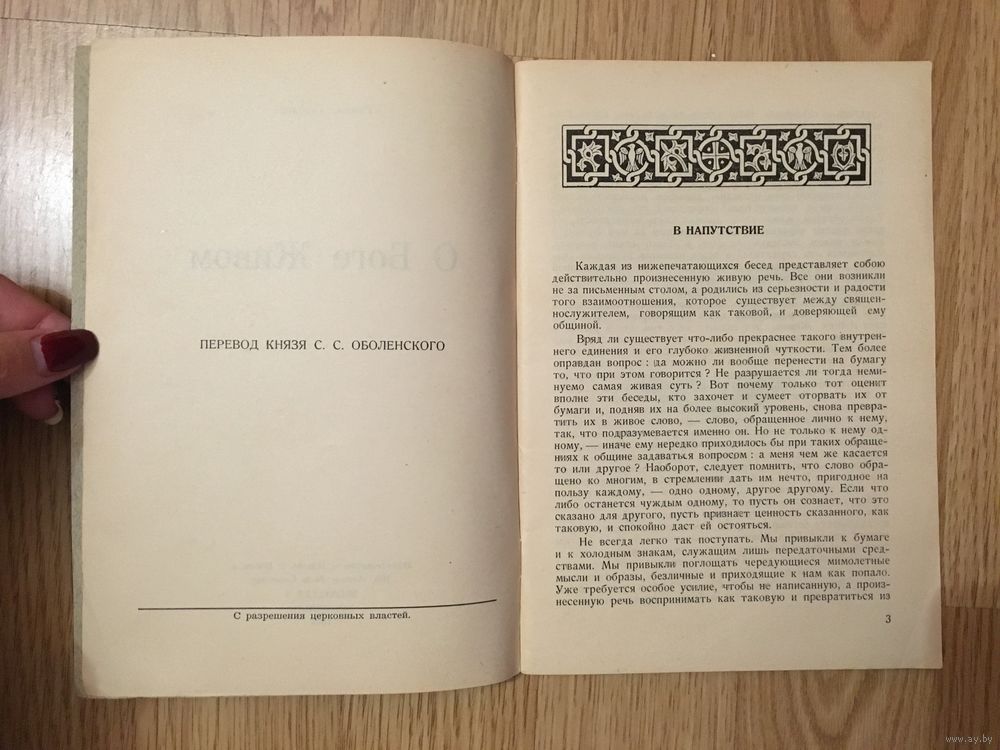 О Боге Живом
ПЕРЕВОД КНЯЗЯ С. С. ОБОЛЕНСКОГО
С разрешения церковных властей.
В НАПУТСТВИЕ
Каждая из нижепечатающихся бесед представляет собою
действительно произнесенную живую речь. Все они возникли
не за письменным столом, а родились из серьезности и радости
того взаимоотношения, которое существует между священ-
нослужителем, говорящим как таковой, и доверяющей ему
общиной.
Вряд ли существует что-либо прекраснее такого внутрен-
него единения и его глубоко жизненной чуткости. Тем более
оправдан вопрос : да можно ли вообще перенести на бумагу
то, что при этом говорится ? Не разрушается ли тогда неми-
нуемо самая живая суть ? Вот почему только тот оценит
вполне эти беседы, кто захочет и сумеет оторвать их от
бумаги и, подняв их на более высокий уровень, снова превра-
тить их в живое слово, — слово, обращенное лично к нему,
так, что подразумевается именно он. Но не только к нему од-
ному, — иначе ему нередко приходилось бы при таких обраще-
ниях к общине задаваться вопросом : а меня чем же касается
то или другое ? Наоборот, следует помнить, что слово обра-
щено ко многим, в стремлении дать им нечто, пригодное на
пользу каждому, — одно одному, другое другому. Если что
либо останется чуждым одному, то пусть он сознает, что это
сказано для другого, пусть признает ценность сказанного, как
таковую, и спокойно даст ей остояться.
Не всегда легко так поступать. Мы привыкли к бумаге
и к холодным знакам, служащим лишь передаточными сред-
ствами. Мы привыкли поглощать чередующиеся мимолетные
мысли и образы, безличные и приходящие к нам как попало.
Уже требуется особое усилие, чтобы не написанную, а произ-
несенную речь воспринимать как таковую и превратиться из
3
www.ay.by